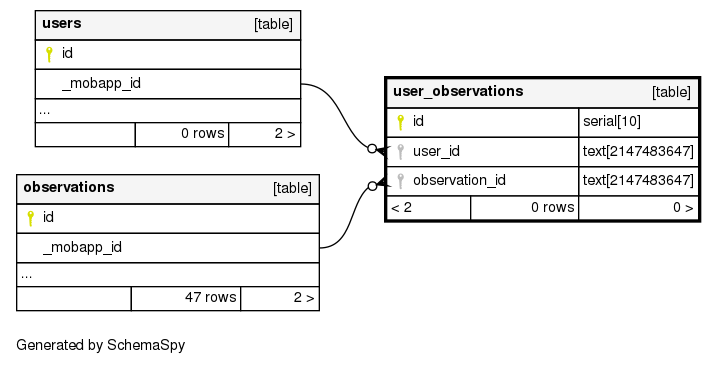 users [table]
id
_mobapp_id
...
0 rows 2 >
user_observations [table]
id serial[10]
user_id text[2147483647]
observation_id text[2147483647]
< 2 0 rows 0 >
observations [table]
id
_mobapp_id
...
47 rows 2 >
Generated by SchemaSpy